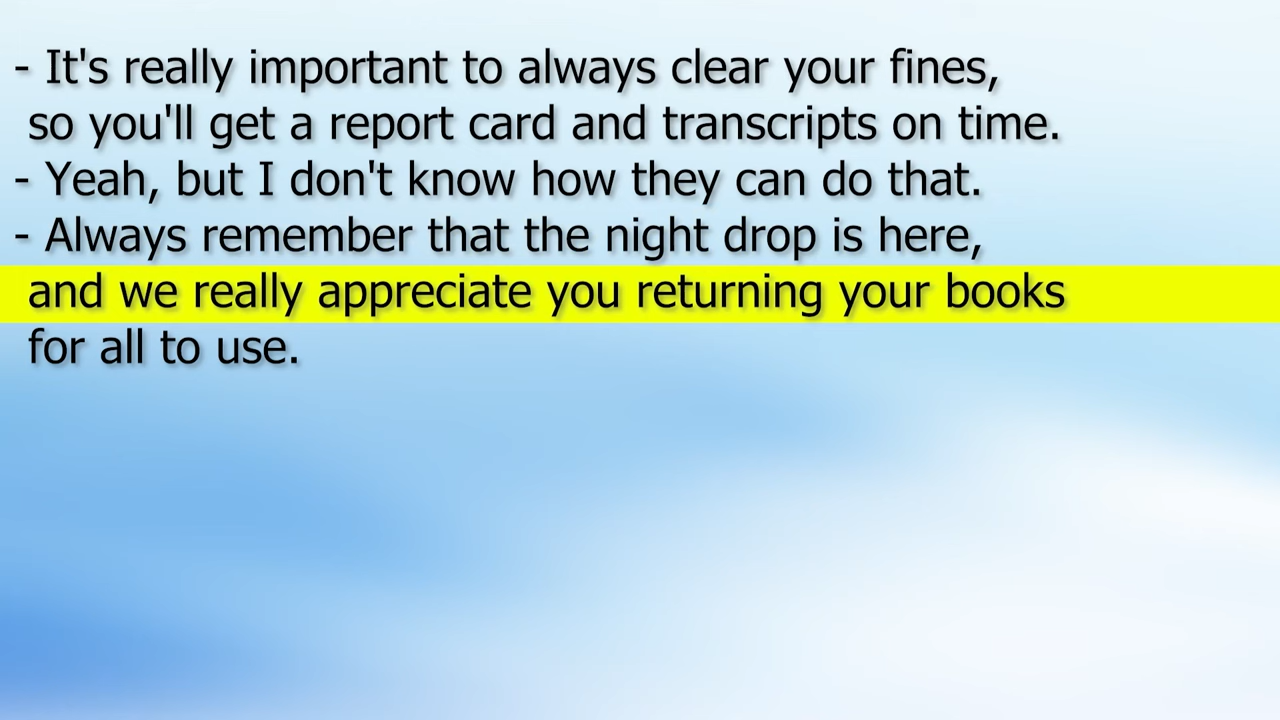 - It's really important to always clear your fines,
so you'll get a report card and transcripts on time.
- Yeah, but I don't know how they can do that.
- Always remember that the night drop is here,
and we really appreciate you returning your books
for all to use.